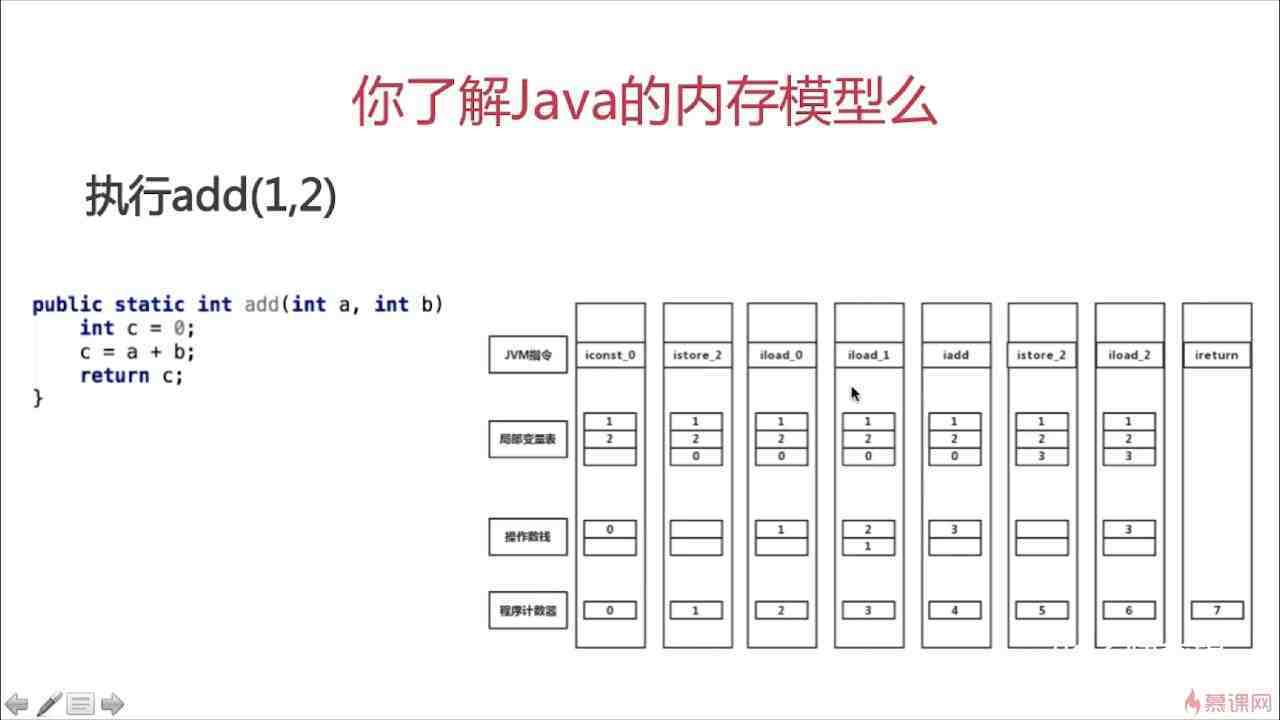 你了解Java的内存模型么
执行add(1,2)
public static int add(int a, int b)
int c = 0;
c = a + b;
return c;
}
JVM指令 iconst_0 istore_2 iload_0 iload_1 iadd istore_2 iload_2 ireturn
局部变量表 1 1 1 1 1 1 1
2 2 2 2 2 2 2
0 0 0 0 3 3
操作数栈 0 1 2 3 3
1
程序计数器 0 1 2 3 4 5 6 7
慕课网